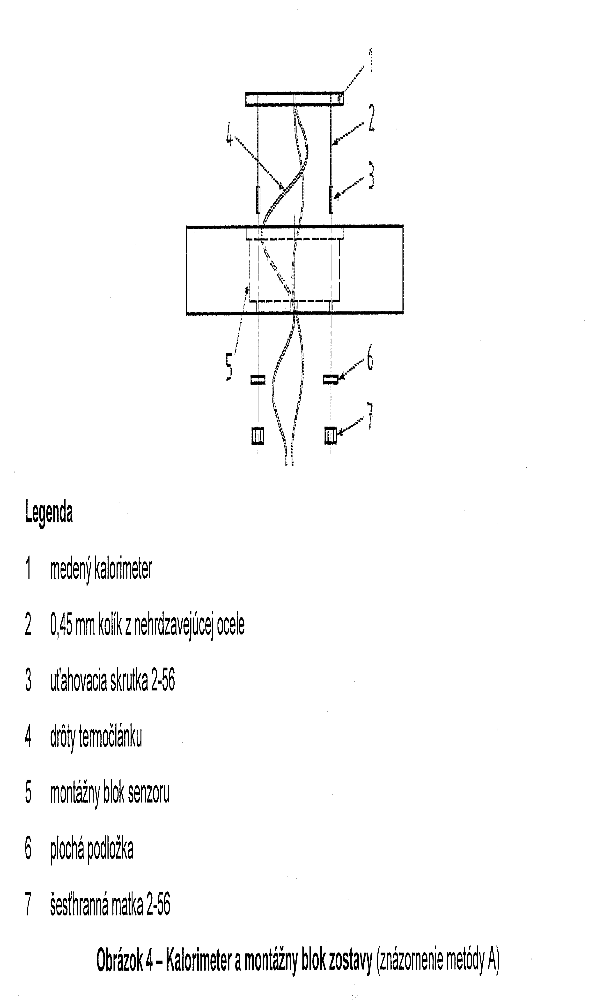 1
2
4
3
5
6
7
Legenda
1 medený kalorimeter
2 0,45 mm kolík z nehrdzavejúcej ocele
3 uťahovacia skrutka 2-56
4 drôty termočlánku
5 montážny blok senzoru
6 plochá podložka
7 šesťhranná matka 2-56
Obrázok 4 – Kalorimeter a montážny blok zostavy (znázornenie metódy A)